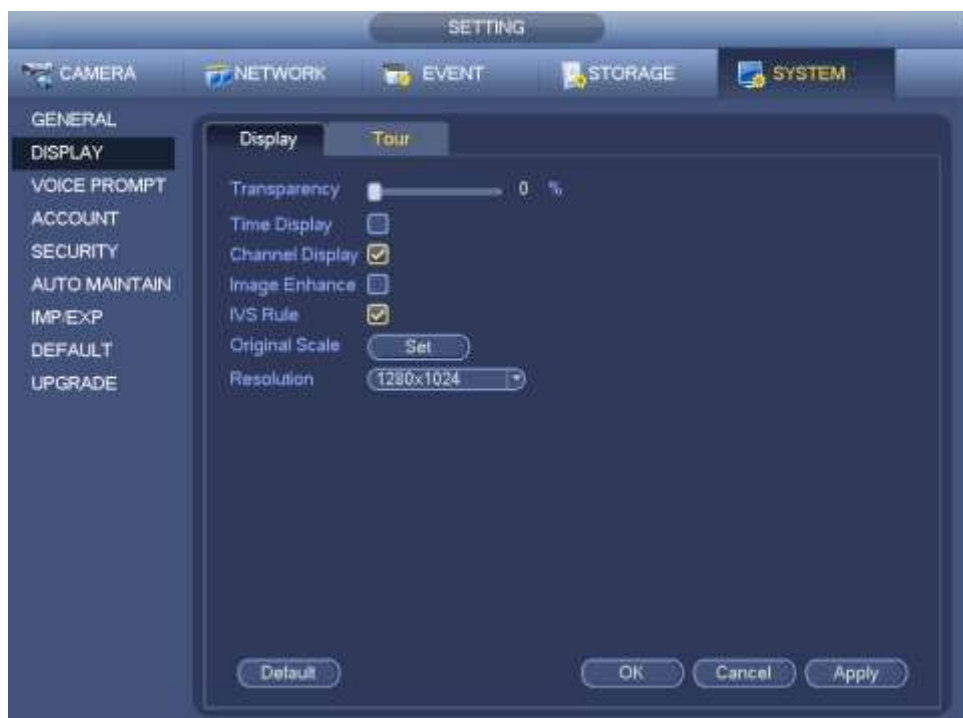 SETTING
CAMERA NETWORK EVENT STORAGE SYSTEM
GENERAL
DISPLAY
VOICE PROMPT
ACCOUNT
SECURITY
AUTO MAINTAIN
IMP/EXP
DEFAULT
UPGRADE
Display Tour
Transparency 0 %
Time Display
Channel Display
Image Enhance
IVS Rule
Original Scale Set
Resolution 1280x1024
Default OK Cancel Apply